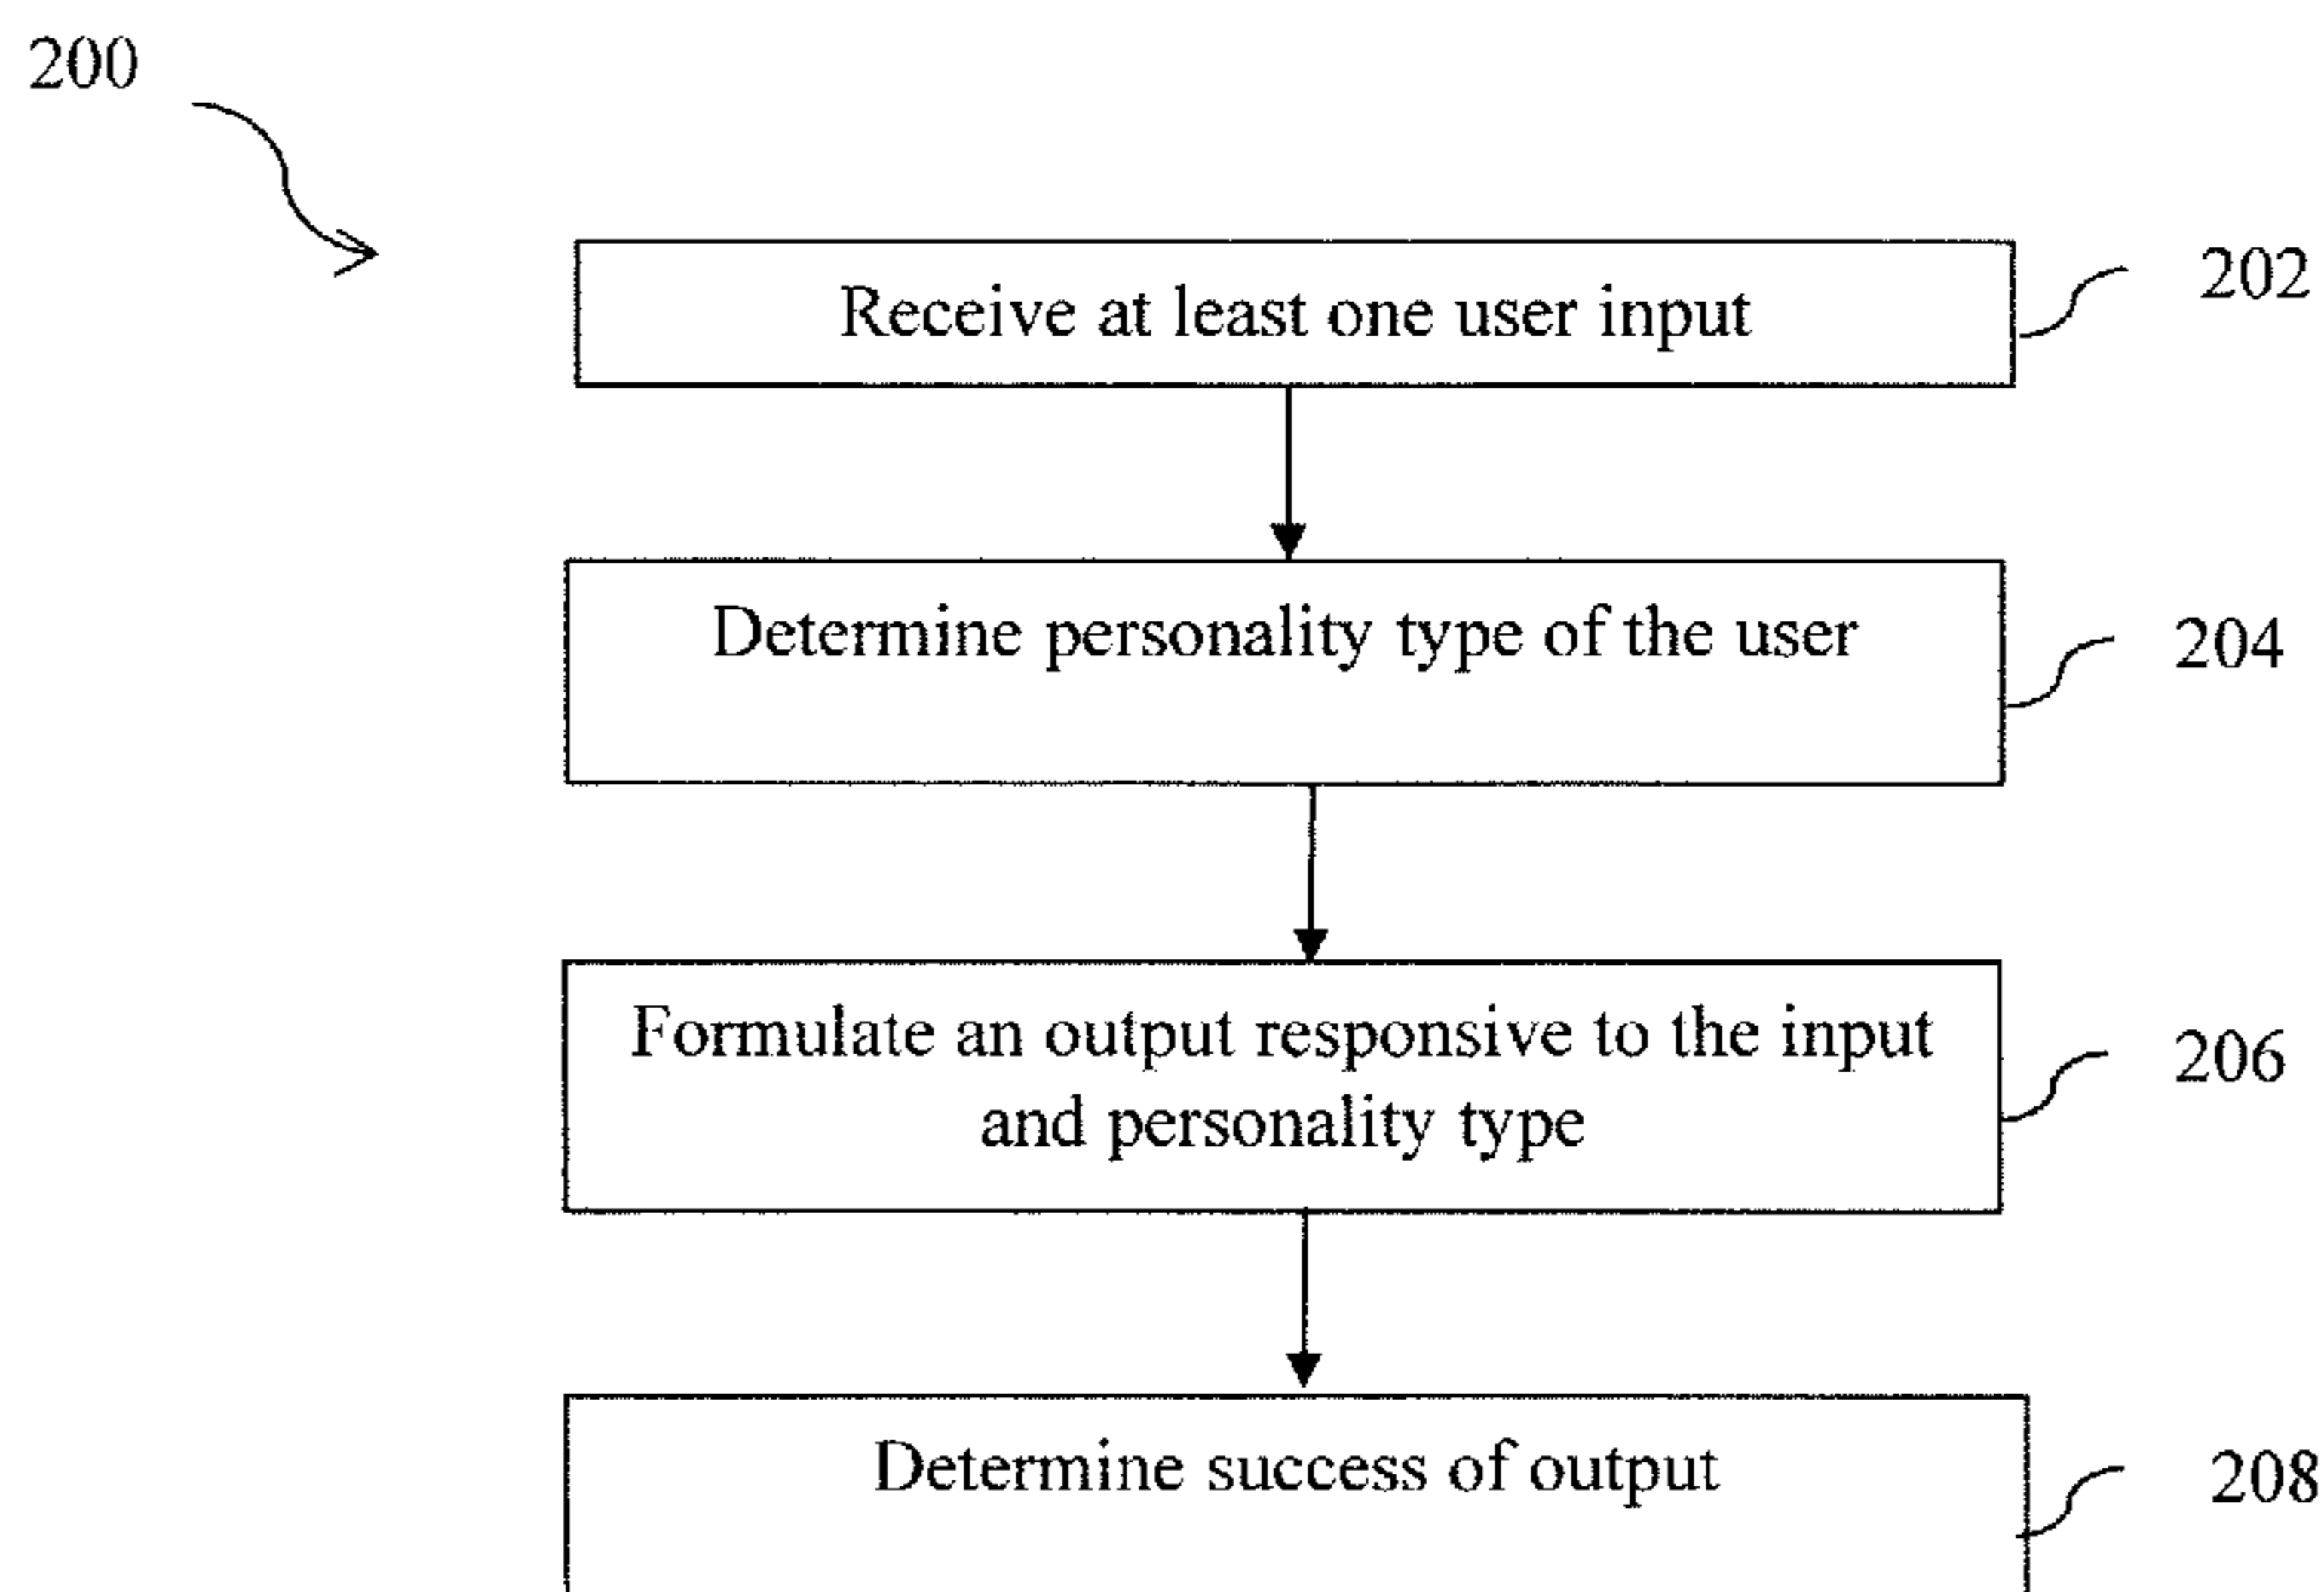 200
Receive at least one user input
202
Determine personality type of the user
204
Formulate an output responsive to the input
and personality type
206
Determine success of output
208